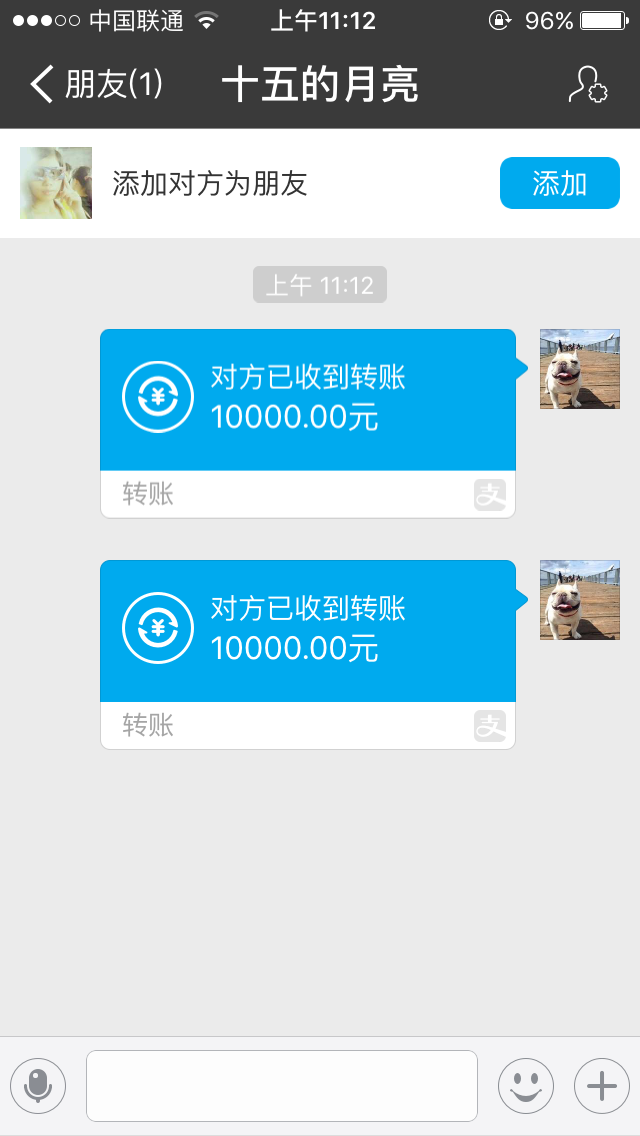 中国联通 上午11:12 96%
朋友(1) 十五的月亮
添加对方为朋友 添加
上午 11:12
对方已收到转账
10000.00元
转账 支
对方已收到转账
10000.00元
转账 支